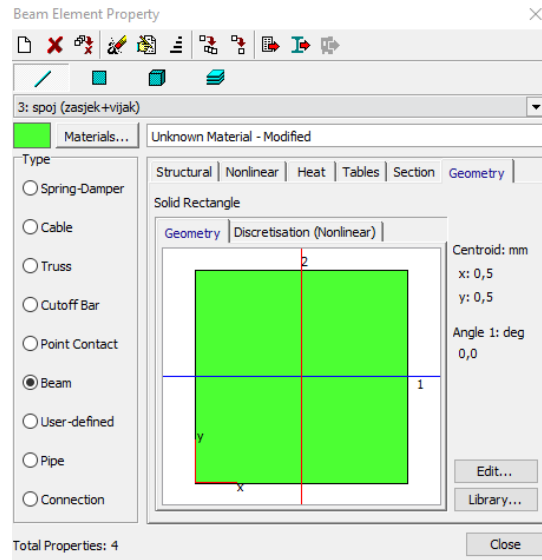 Beam Element Property
3: spoj (zasjek+vijak)
Materials...
Unknown Material - Modified
Type
Spring-Damper
Cable
Truss
Cutoff Bar
Point Contact
Beam
User-defined
Pipe
Connection
Structural Nonlinear Heat Tables Section Geometry
Solid Rectangle
Geometry Discretisation (Nonlinear)
2
1
y
x
Centroid: mm
x: 0,5
y: 0,5
Angle 1: deg
0,0
Edit...
Library...
Total Properties: 4
Close